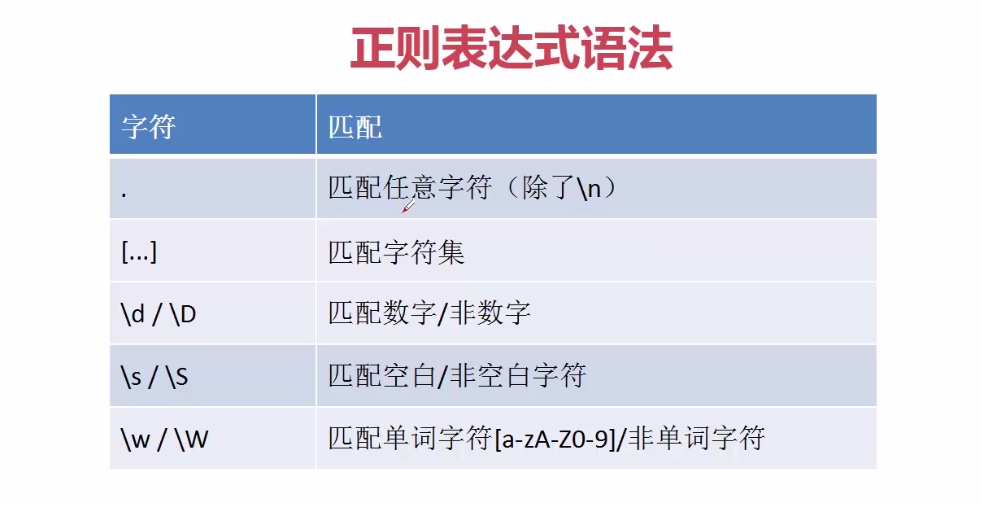 正则表达式语法
字符 匹配
. 匹配任意字符（除了\n）
[...] 匹配字符集
\d / \D 匹配数字/非数字
\s / \S 匹配空白/非空白字符
\w / \W 匹配单词字符[a-zA-Z0-9]/非单词字符